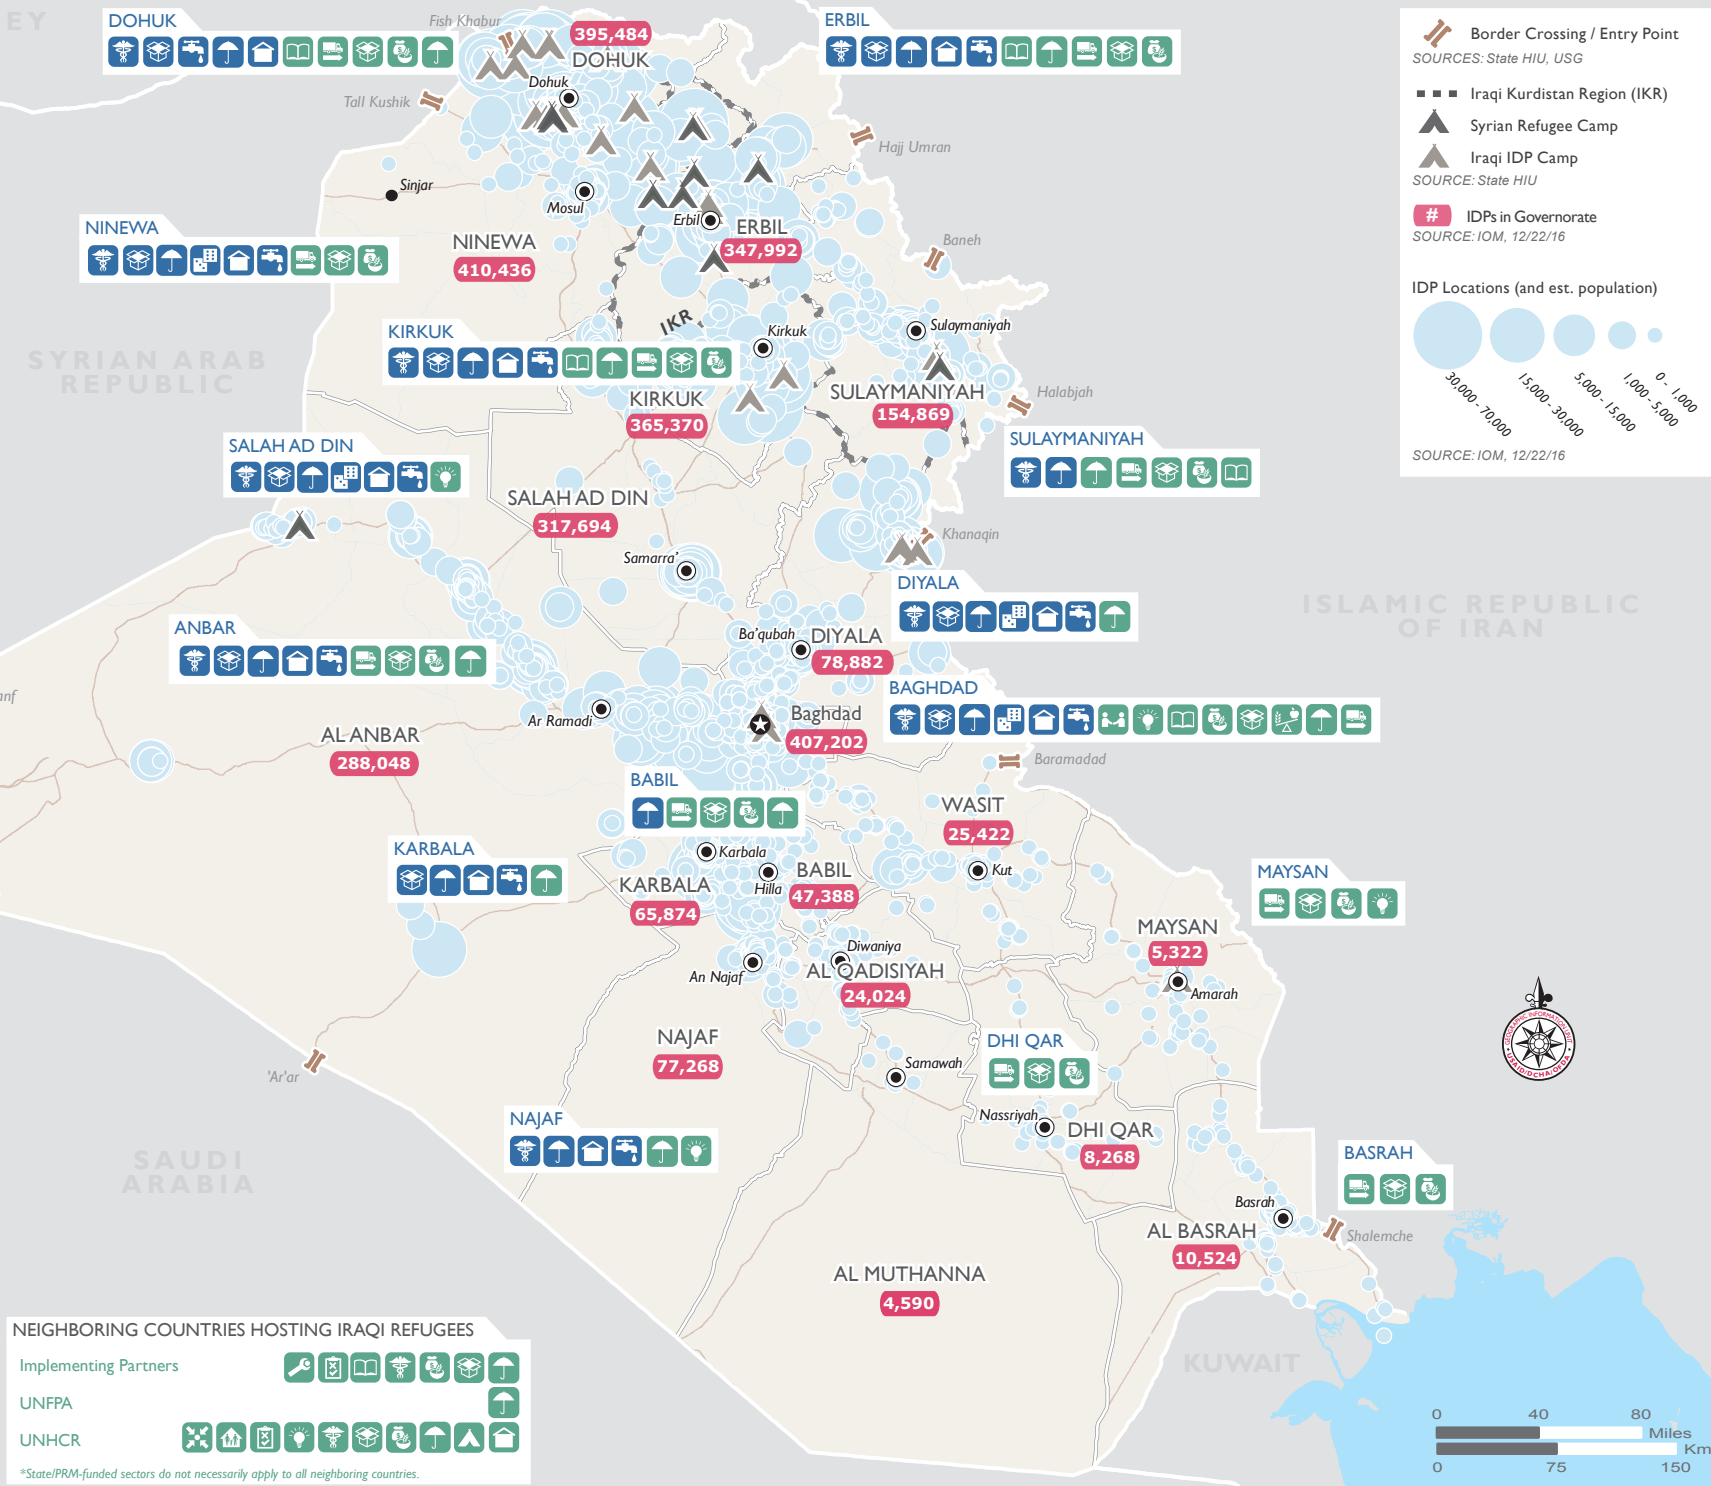 EY
DOHUK
Fish Khabur
395,484
DOHUK
Dohuk
Tall Kushik
ERBIL
Hajj Umran
Border Crossing / Entry Point
SOURCES: State HIU, USG
Iraqi Kurdistan Region (IKR)
Syrian Refugee Camp
Iraqi IDP Camp
SOURCE: State HIU
# IDPs in Governorate
SOURCE: IOM, 12/22/16
IDP Locations (and est. population)
30,000 - 70,000
15,000 - 30,000
5,000 - 15,000
1,000 - 5,000
0 - 1,000
SOURCE: IOM, 12/22/16
Sinjar
Mosul
Erbil
ERBIL
347,992
NINEWA
NINEWA
410,436
Baneh
IKR
KIRKUK
Kirkuk
Sulaymaniyah
SYRIAN ARAB
REPUBLIC
KIRKUK
365,370
SULAYMANIYAH
154,869
Halabjah
SALAH AD DIN
SULAYMANIYAH
SALAH AD DIN
317,694
Samarra'
Khanaqin
DIYALA
ISLAMIC REPUBLIC
OF IRAN
ANBAR
Ba'qubah
DIYALA
78,882
BAGHDAD
anf
Ar Ramadi
Baghdad
407,202
AL ANBAR
288,048
Baramadad
BABIL
WASIT
25,422
KARBALA
Karbala
Kut
KARBALA
65,874
Hilla
BABIL
47,388
MAYSAN
MAYSAN
5,322
Amarah
Diwaniya
An Najaf
AL QADISIYAH
24,024
NAJAF
77,268
DHI QAR
Samawah
'Ar'ar
NAJAF
Nassriyah
DHI QAR
8,268
GEOGRAPHIC INFORMATION UNIT
USAID/DCHA/OFDA
SAUDI
ARABIA
BASRAH
Basrah
AL BASRAH
10,524
Shalemche
AL MUTHANNA
4,590
KUWAIT
NEIGHBORING COUNTRIES HOSTING IRAQI REFUGEES
Implementing Partners
UNFPA
UNHCR
*State/PRM-funded sectors do not necessarily apply to all neighboring countries.
0 40 80
Miles
Km
0 75 150